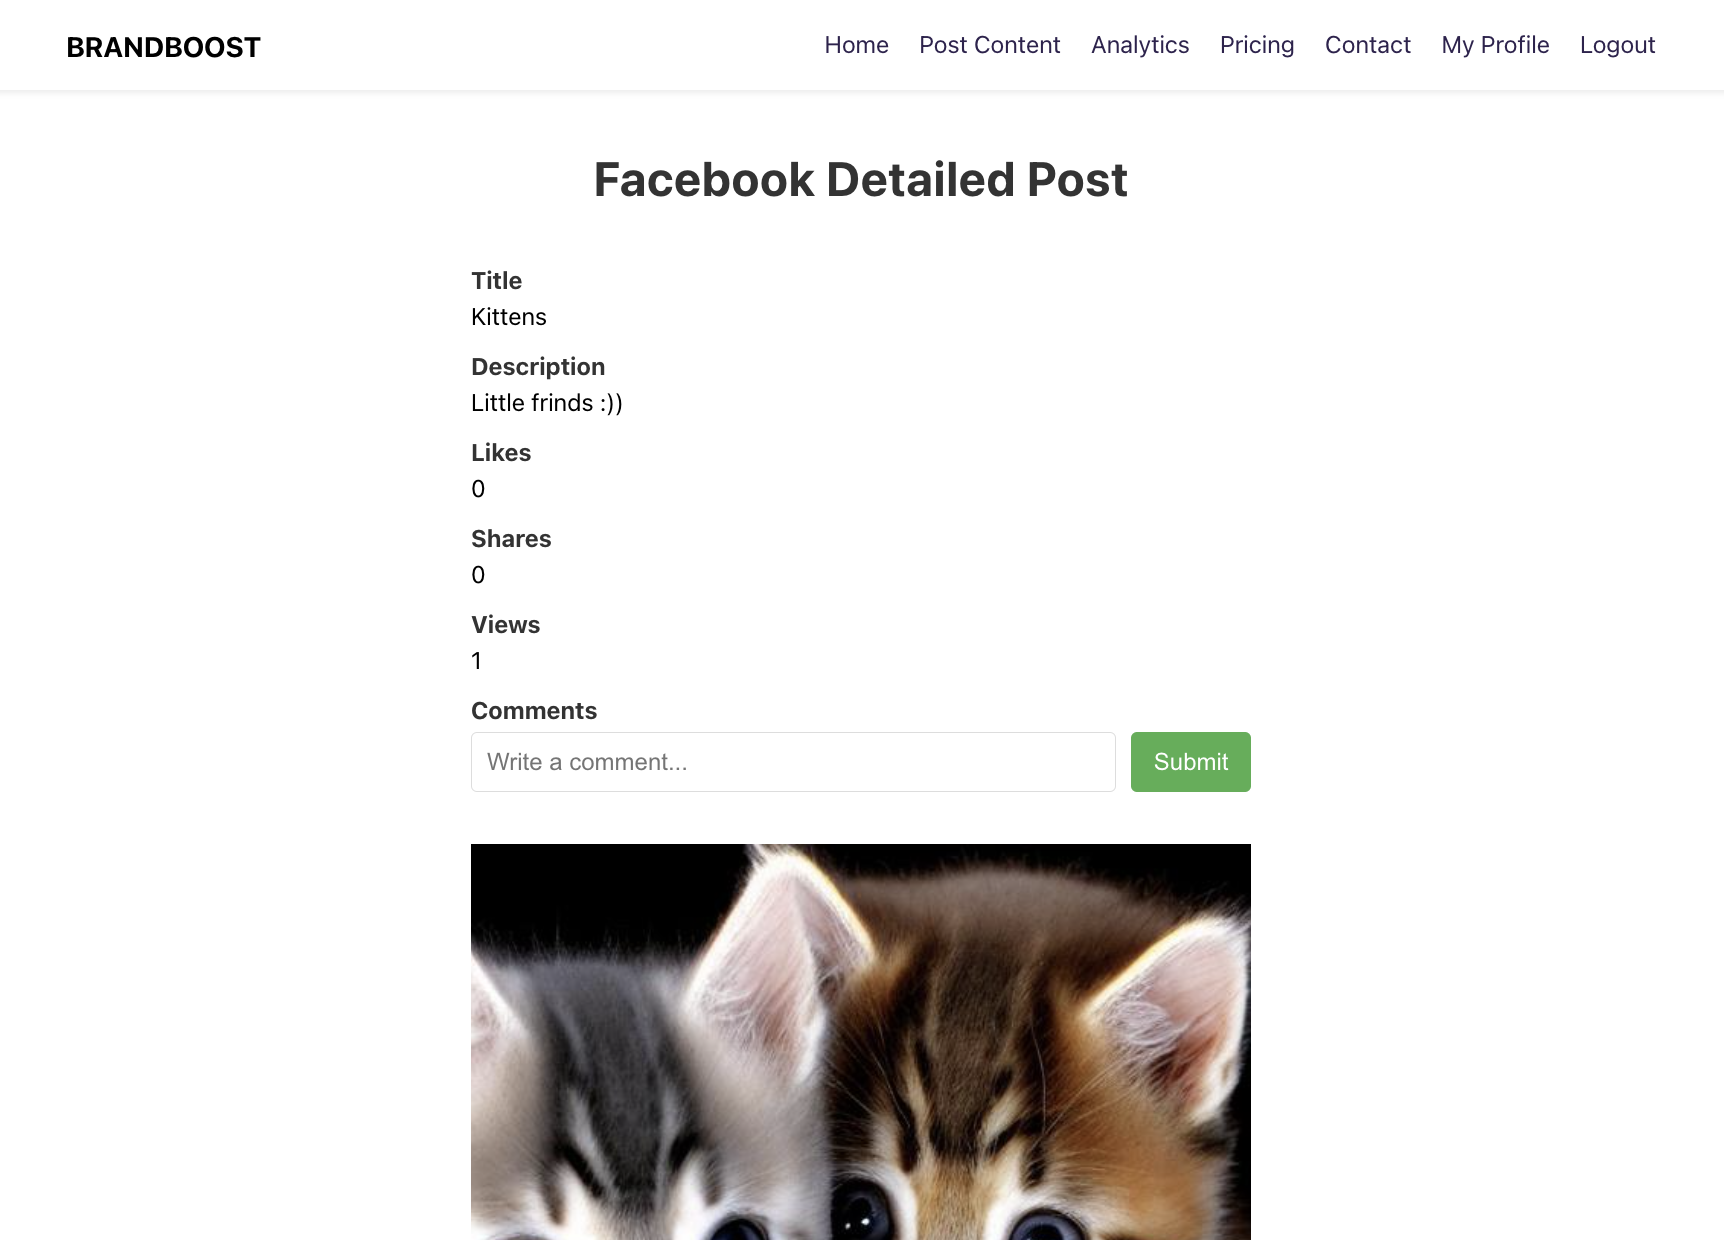 BRANDBOOST
Home Post Content Analytics Pricing Contact My Profile Logout
Facebook Detailed Post
Title
Kittens
Description
Little frinds :))
Likes
0
Shares
0
Views
1
Comments
Write a comment...
Submit